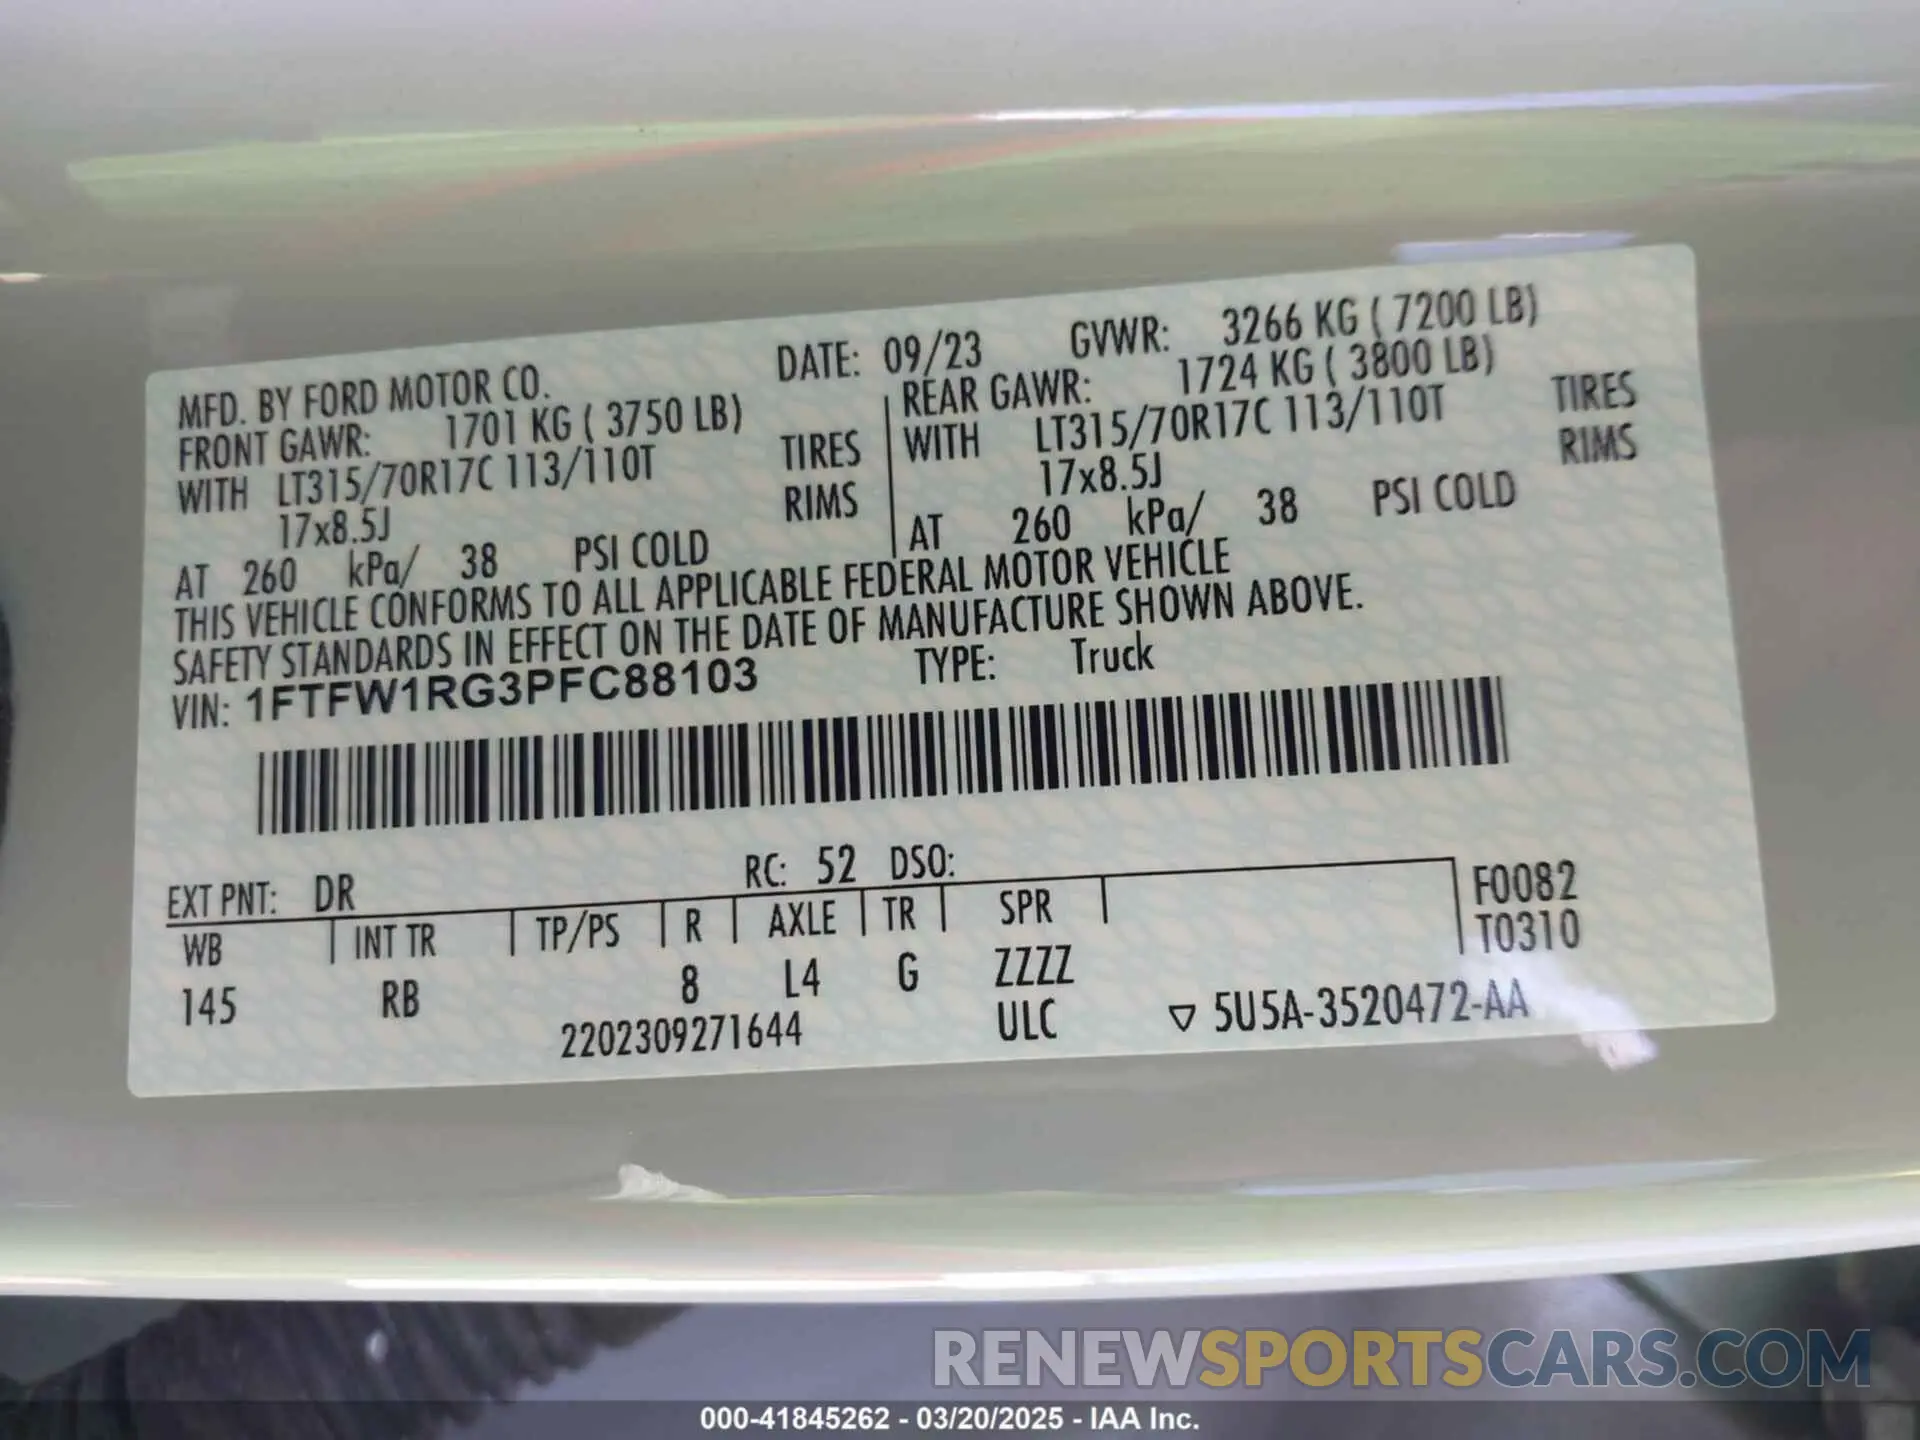 MFD. BY FORD MOTOR CO. DATE: 09/23 GVWR: 3266 KG ( 7200 LB)
FRONT GAWR: 1701 KG ( 3750 LB)
WITH LT315/70R17C 113/110T TIRES
17x8.5J RIMS
AT 260 kPa/ 38 PSI COLD
REAR GAWR: 1724 KG ( 3800 LB)
WITH LT315/70R17C 113/110T TIRES
17x8.5J RIMS
AT 260 kPa/ 38 PSI COLD
THIS VEHICLE CONFORMS TO ALL APPLICABLE FEDERAL MOTOR VEHICLE
SAFETY STANDARDS IN EFFECT ON THE DATE OF MANUFACTURE SHOWN ABOVE.
VIN: 1FTFW1RG3PFC88103 TYPE: Truck
EXT PNT: DR RC: 52 DSO:
WB INT TR TP/PS R AXLE TR SPR F0082
T0310
145 RB 8 L4 G ZZZZ
2202309271644 ULC ▽ 5U5A-3520472-AA
RENEWSPORTSCARS.COM
000-41845262 - 03/20/2025 - IAA Inc.